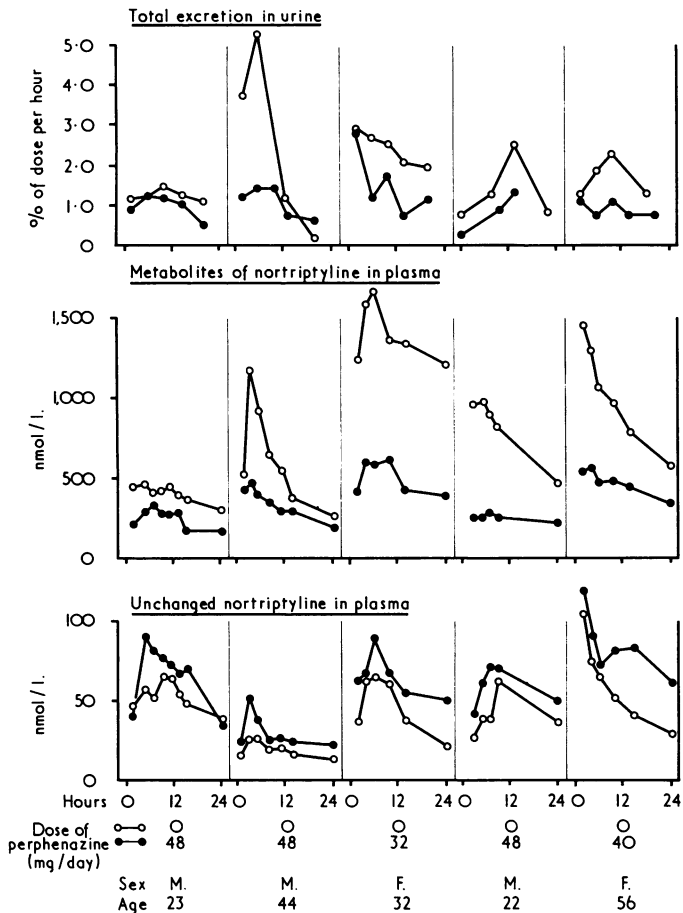 Total excretion in urine
% of dose per hour
5·0
4·0
3·0
2·0
1·0
0
Metabolites of nortriptyline in plasma
nmol / l.
1,500
1,000
500
0
Unchanged nortriptyline in plasma
nmol / l.
100
50
0
Hours 0 12 24 0 12 24 0 12 24 0 12 24 0 12 24
Dose of 0 0 0 0 0
perphenazine 48 48 32 48 40
(mg/day)
Sex M. M. F. M. F.
Age 23 44 32 22 56